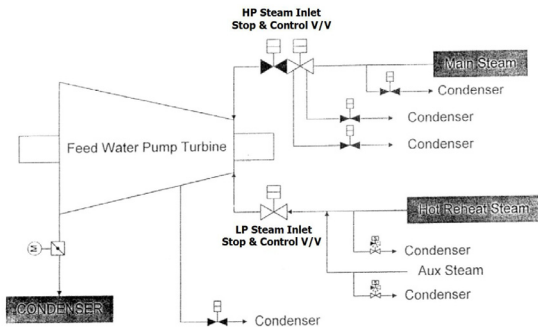 HP Steam Inlet
Stop & Control V/V
Main Steam
Condenser
Condenser
Condenser
Feed Water Pump Turbine
Hot Reheat Steam
LP Steam Inlet
Stop & Control V/V
Condenser
M
Aux Steam
Condenser
CONDENSER
Condenser